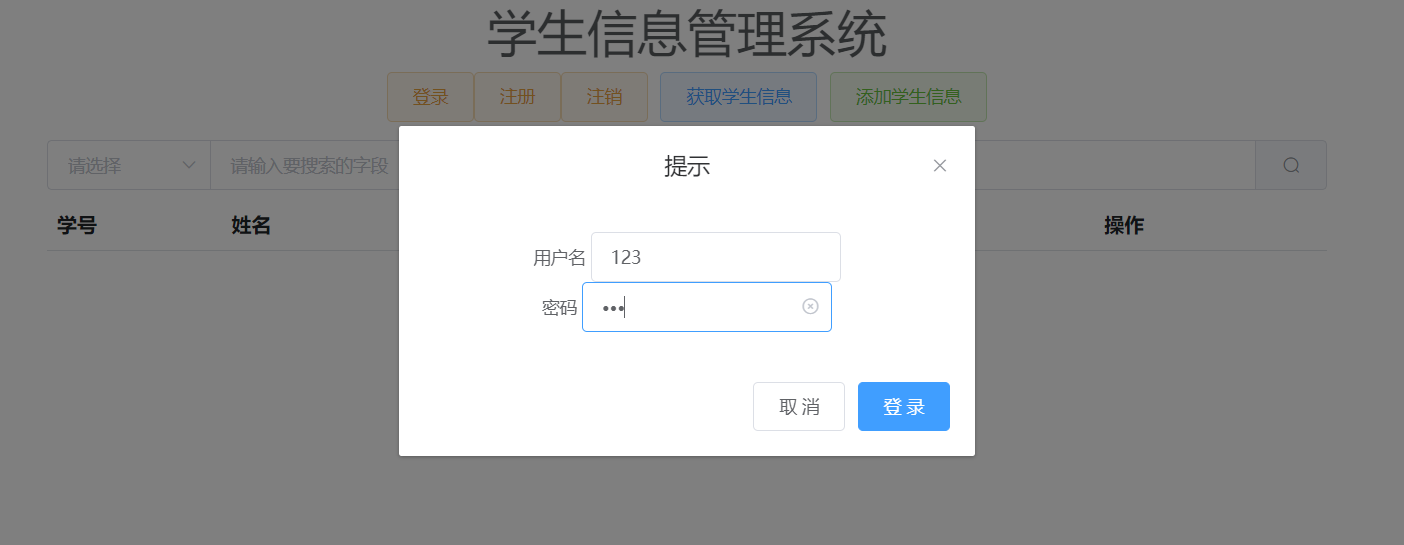 学生信息管理系统
登录 注册 注销 获取学生信息 添加学生信息
请选择 请输入要搜索的字段
提示
学号 姓名 操作
用户名 123
密码 •••
取 消 登 录